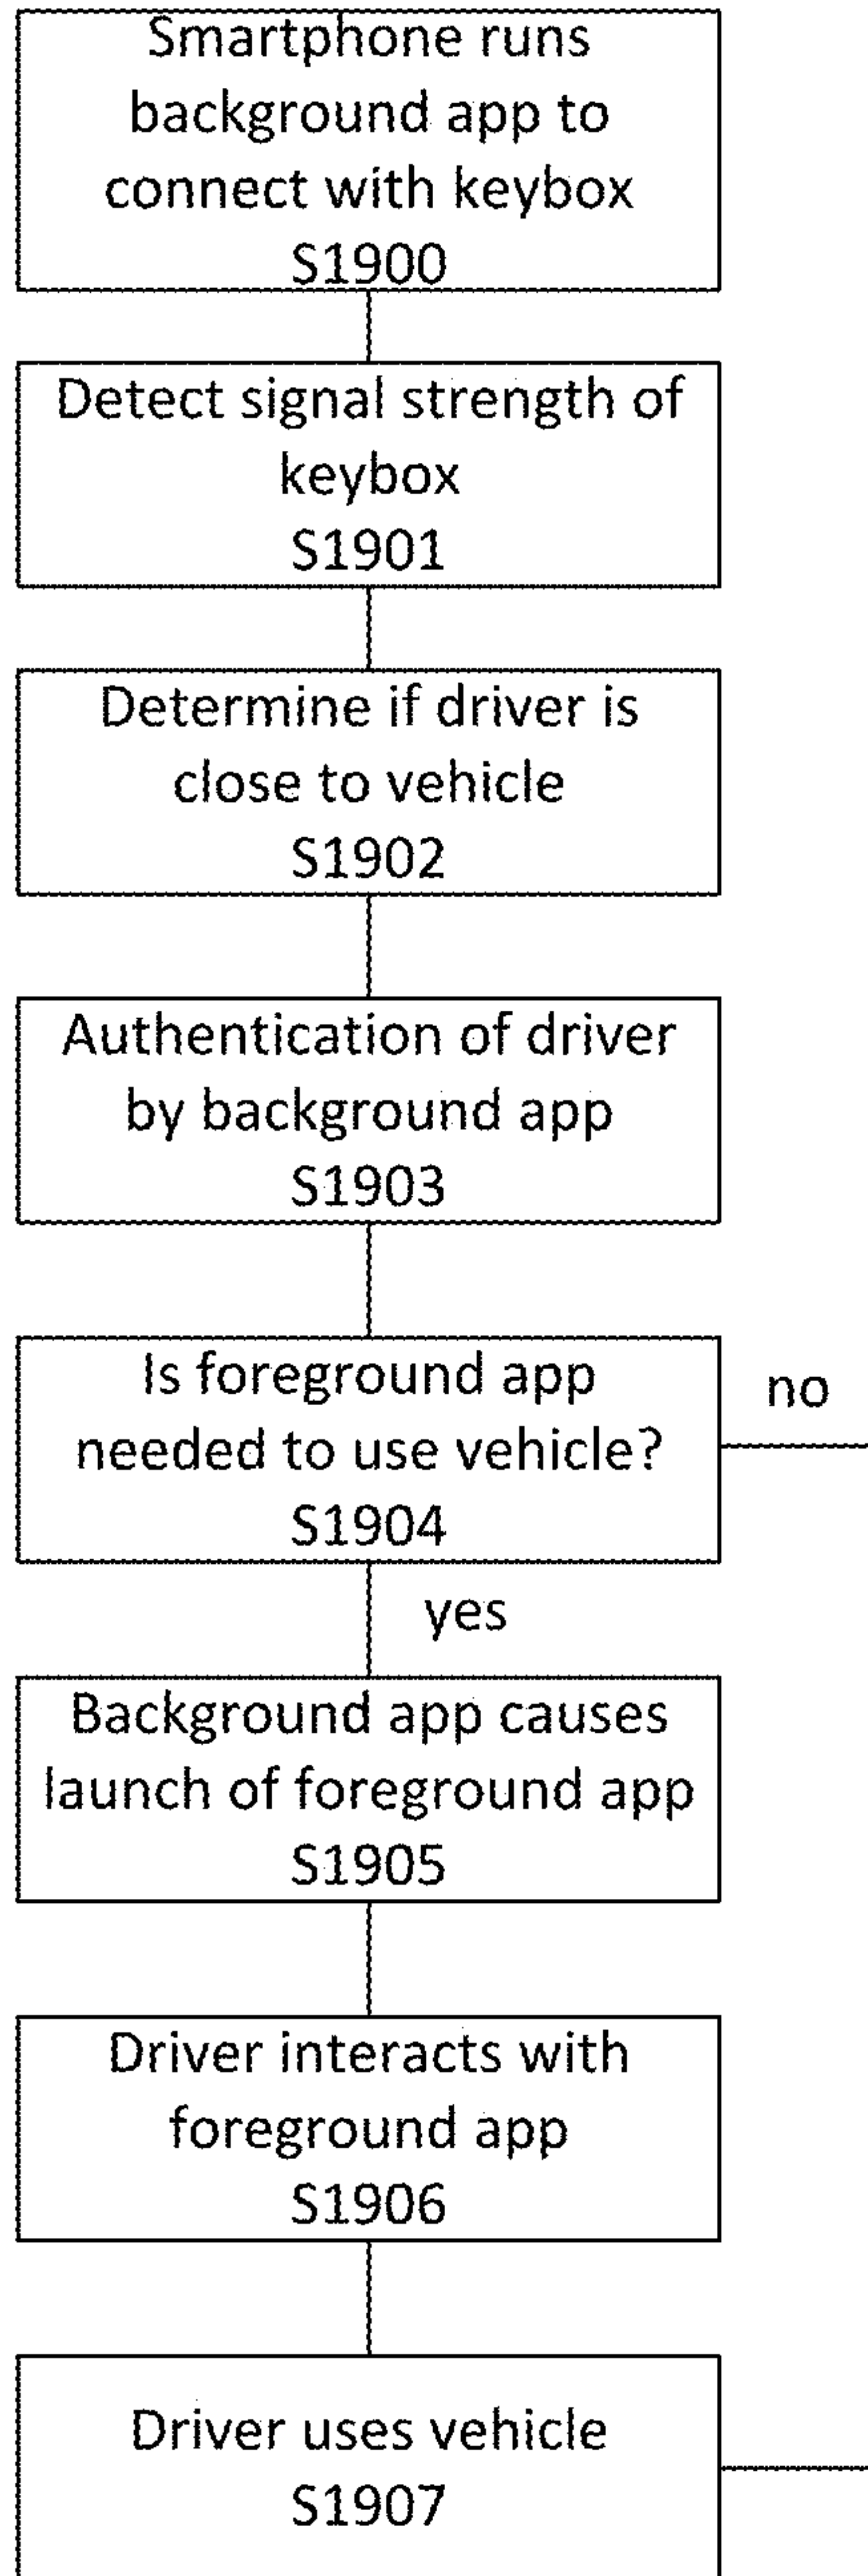 Smartphone runs
background app to
connect with keybox
S1900
Detect signal strength of
keybox
S1901
Determine if driver is
close to vehicle
S1902
Authentication of driver
by background app
S1903
Is foreground app
needed to use vehicle?
S1904
no
yes
Background app causes
launch of foreground app
S1905
Driver interacts with
foreground app
S1906
Driver uses vehicle
S1907